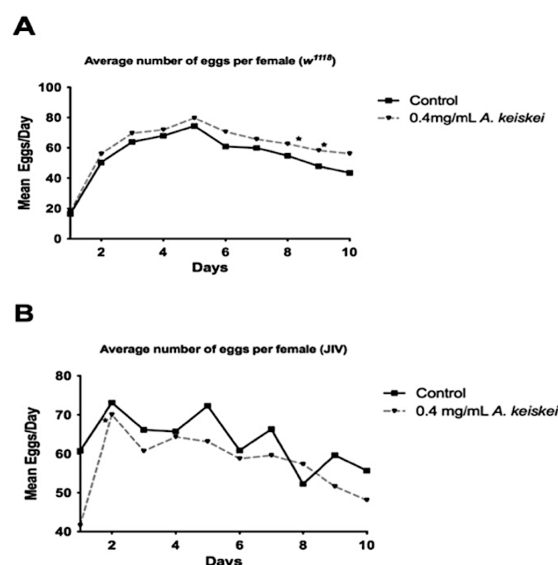 A
Average number of eggs per female (w¹¹¹⁸)
Mean Eggs/Day
100
80
60
40
20
0
2
4
6
8
10
Days
*
*
Control
0.4mg/mL A. keiskei
B
Average number of eggs per female (JIV)
Mean Eggs/Day
80
70
60
50
40
2
4
6
8
10
Days
*
Control
0.4 mg/mL A. keiskei